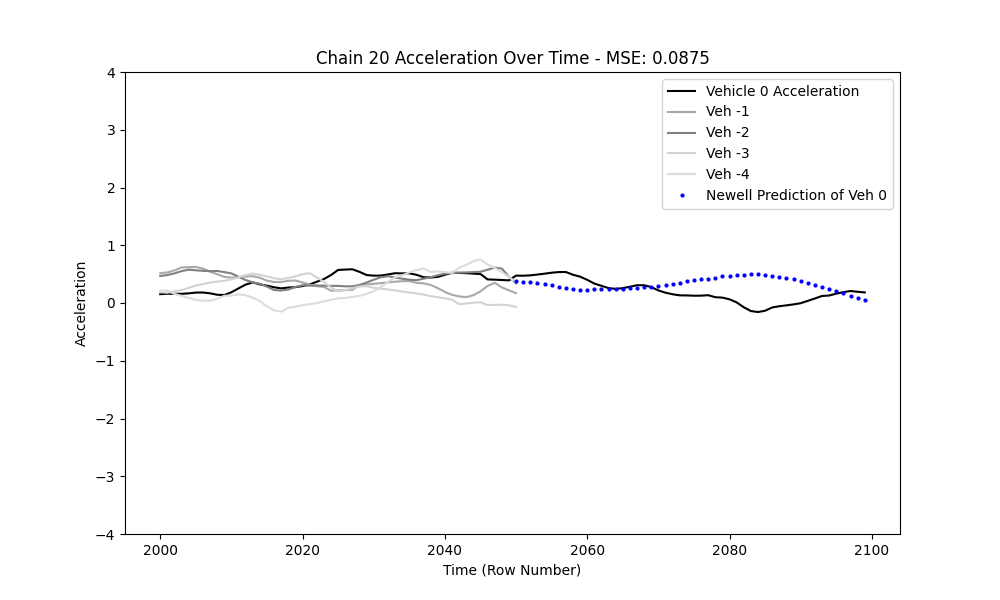 Chain 20 Acceleration Over Time - MSE: 0.0875
Vehicle 0 Acceleration
Veh -1
Veh -2
Veh -3
Veh -4
Newell Prediction of Veh 0
Acceleration
4
3
2
1
0
−1
−2
−3
−4
2000 2020 2040 2060 2080 2100
Time (Row Number)